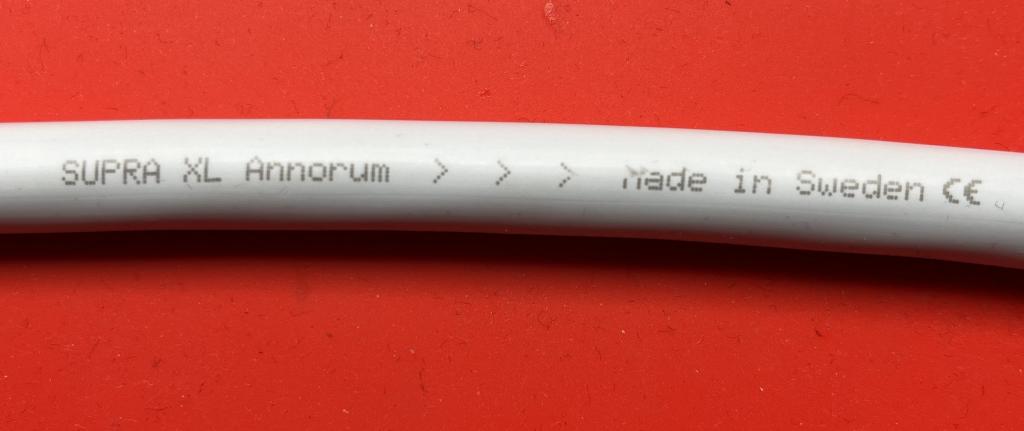 SUPRA XL Annorum > > > Made in Sweden CE